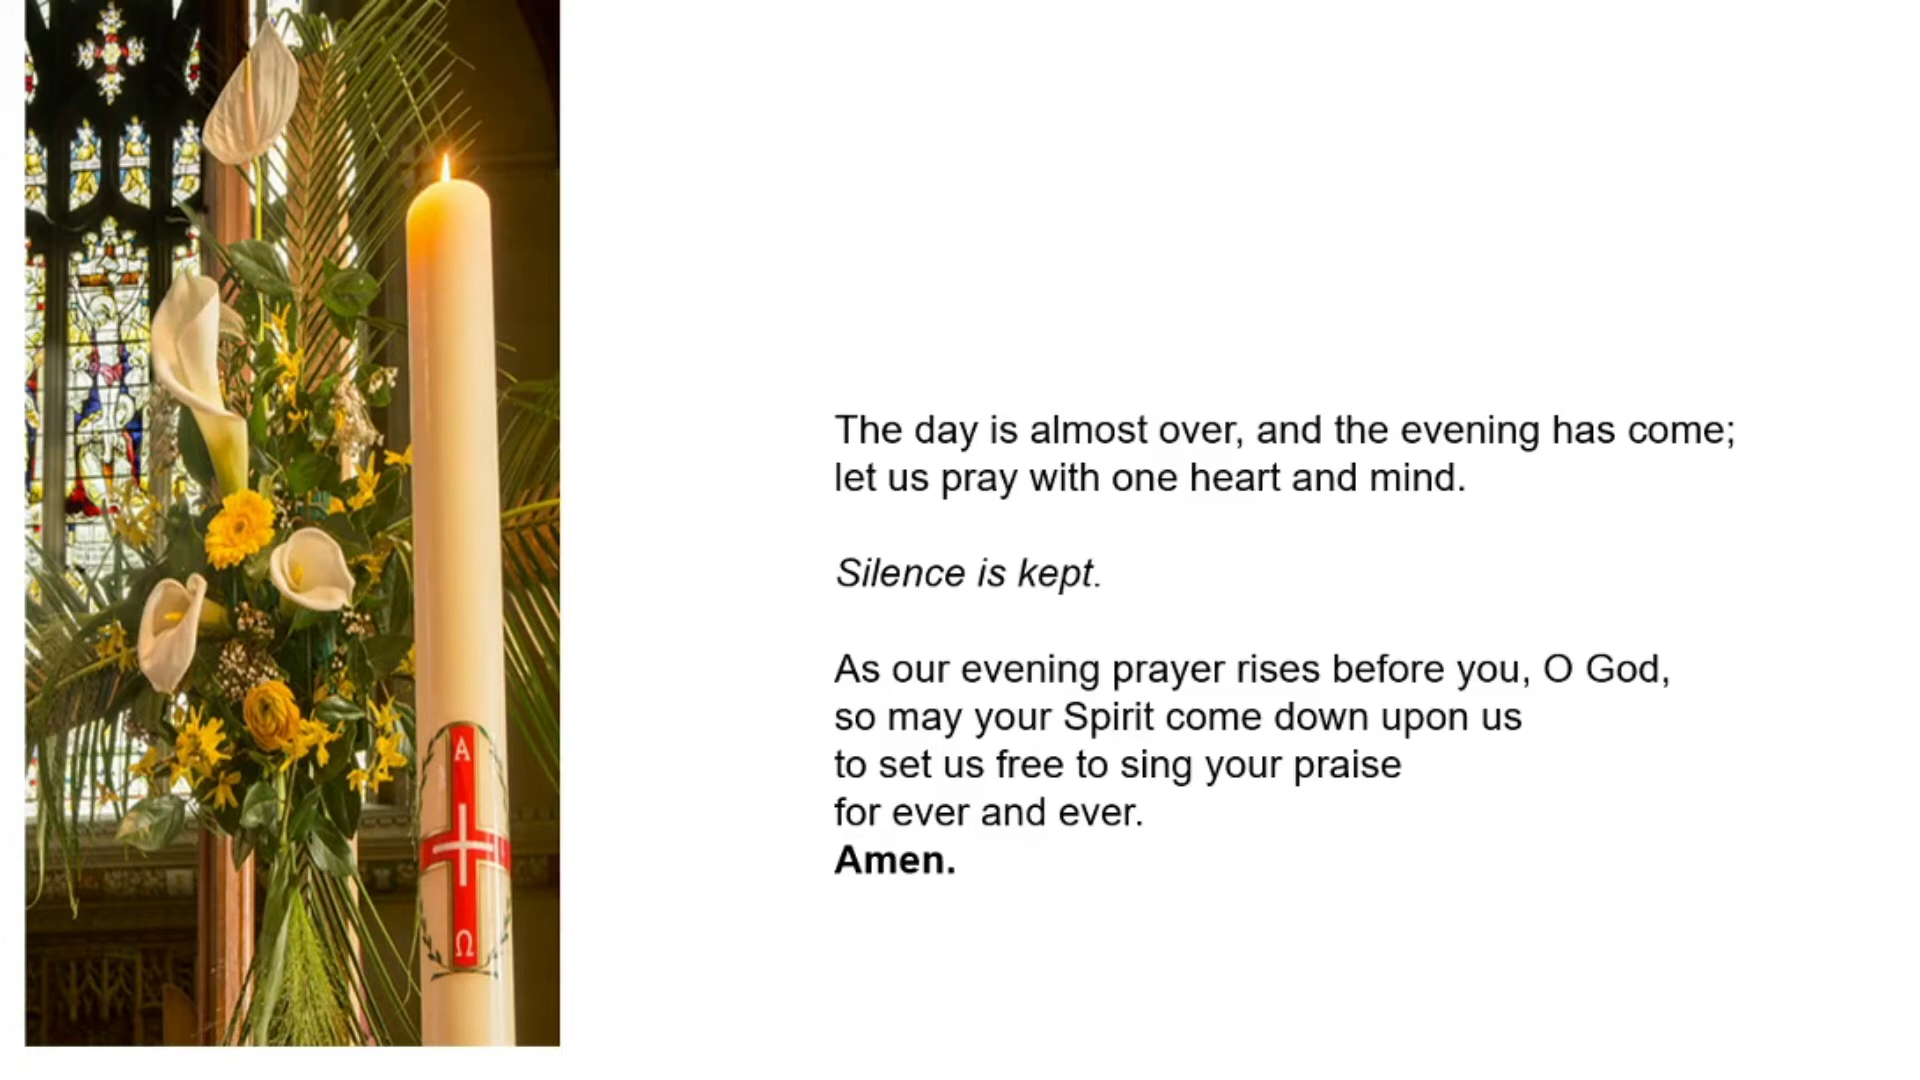 The day is almost over, and the evening has come;
let us pray with one heart and mind.
Silence is kept.
As our evening prayer rises before you, O God,
so may your Spirit come down upon us
to set us free to sing your praise
for ever and ever.
Amen.
Α
Ω